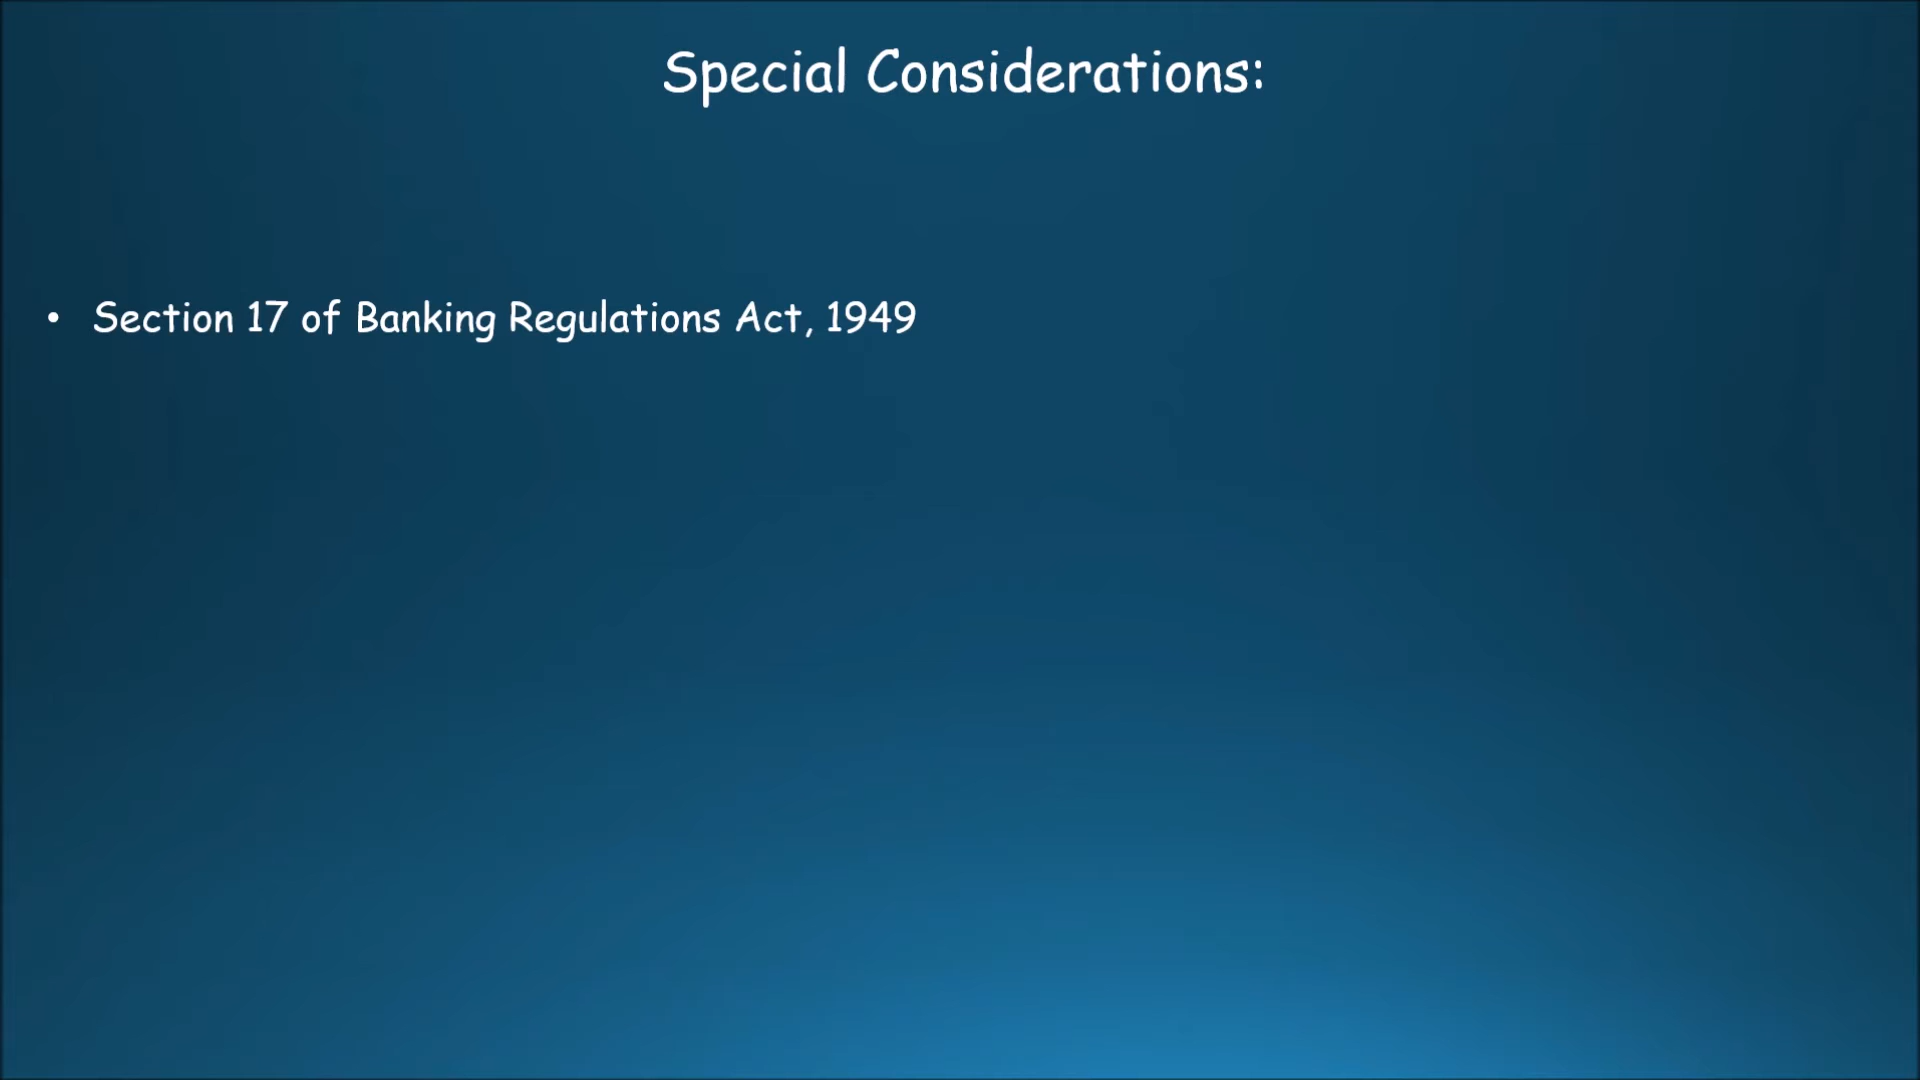 Special Considerations:
• Section 17 of Banking Regulations Act, 1949